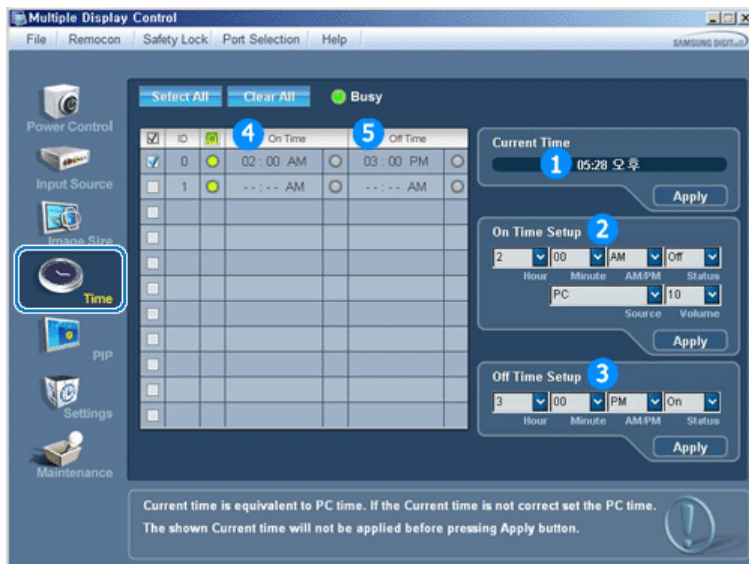 Multiple Display Control
File Remocon Safety Lock Port Selection Help
SAMSUNG DIGITall
Select All Clear All Busy
Power Control
Input Source
Image Size
Time
PIP
Settings
Maintenance
ID 4 On Time 5 Off Time
0 02 : 00 AM 03 : 00 PM
1 - - : - - AM - - : - - AM
Current Time
1 05:28 오후
Apply
On Time Setup 2
2 00 AM Off
Hour Minute AM/PM Status
PC 10
Source Volume
Apply
Off Time Setup 3
3 00 PM On
Hour Minute AM/PM Status
Apply
Current time is equivalent to PC time. If the Current time is not correct set the PC time.
The shown Current time will not be applied before pressing Apply button.